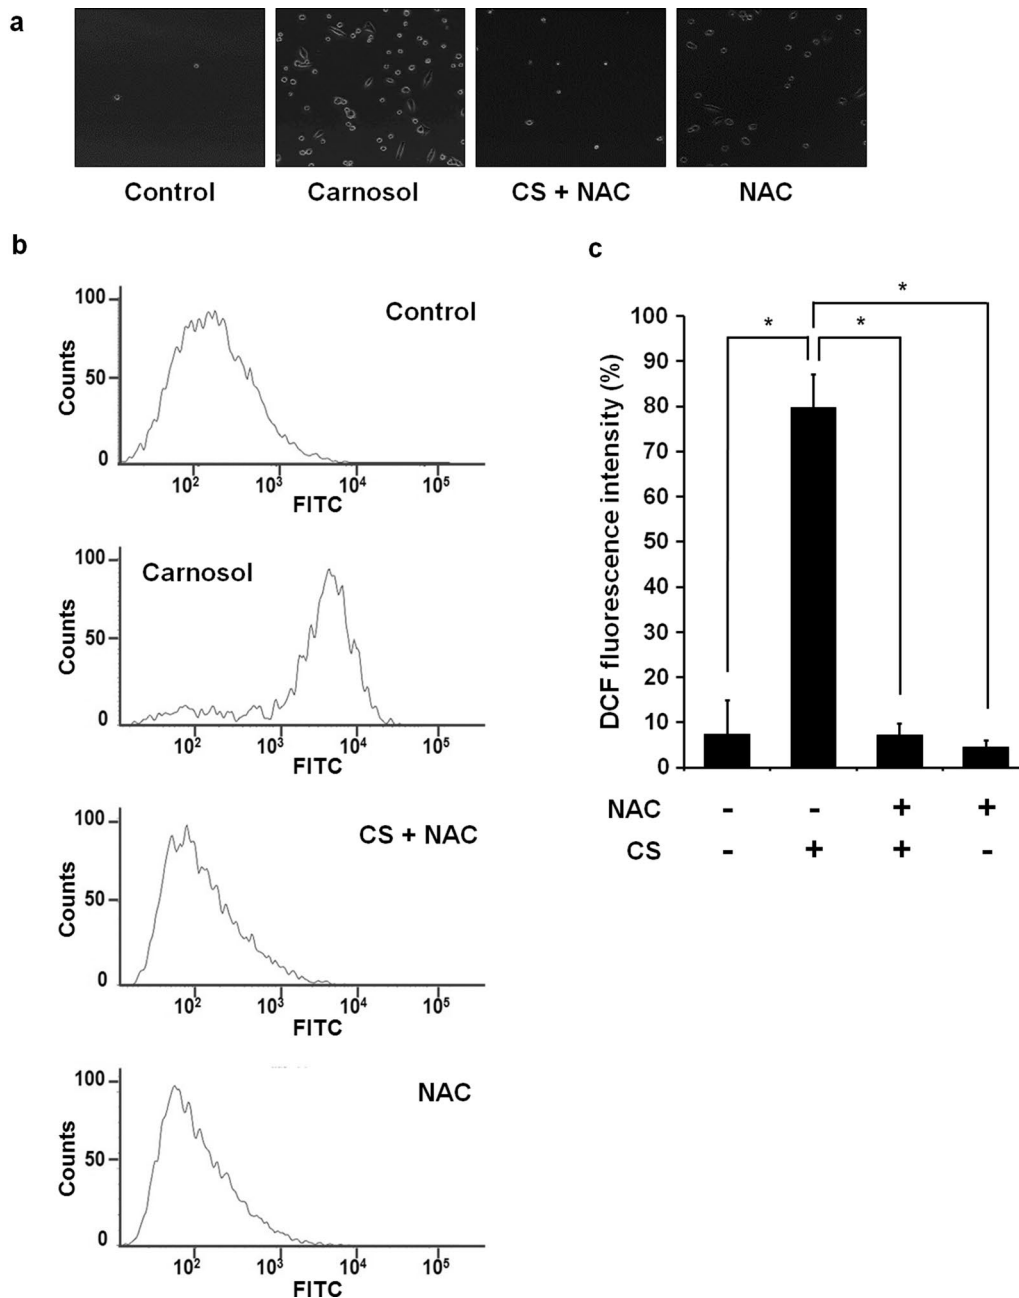 a
Control Carnosol CS + NAC NAC
b
100
Control
Counts
50
0
10² 10³ 10⁴ 10⁵
FITC
100
Carnosol
Counts
50
0
10² 10³ 10⁴ 10⁵
FITC
100
CS + NAC
Counts
50
0
10² 10³ 10⁴ 10⁵
FITC
100
NAC
Counts
50
0
10² 10³ 10⁴ 10⁵
FITC
c
*
* *
DCF fluorescence intensity (%)
100
90
80
70
60
50
40
30
20
10
0
NAC - - + +
CS - + + -